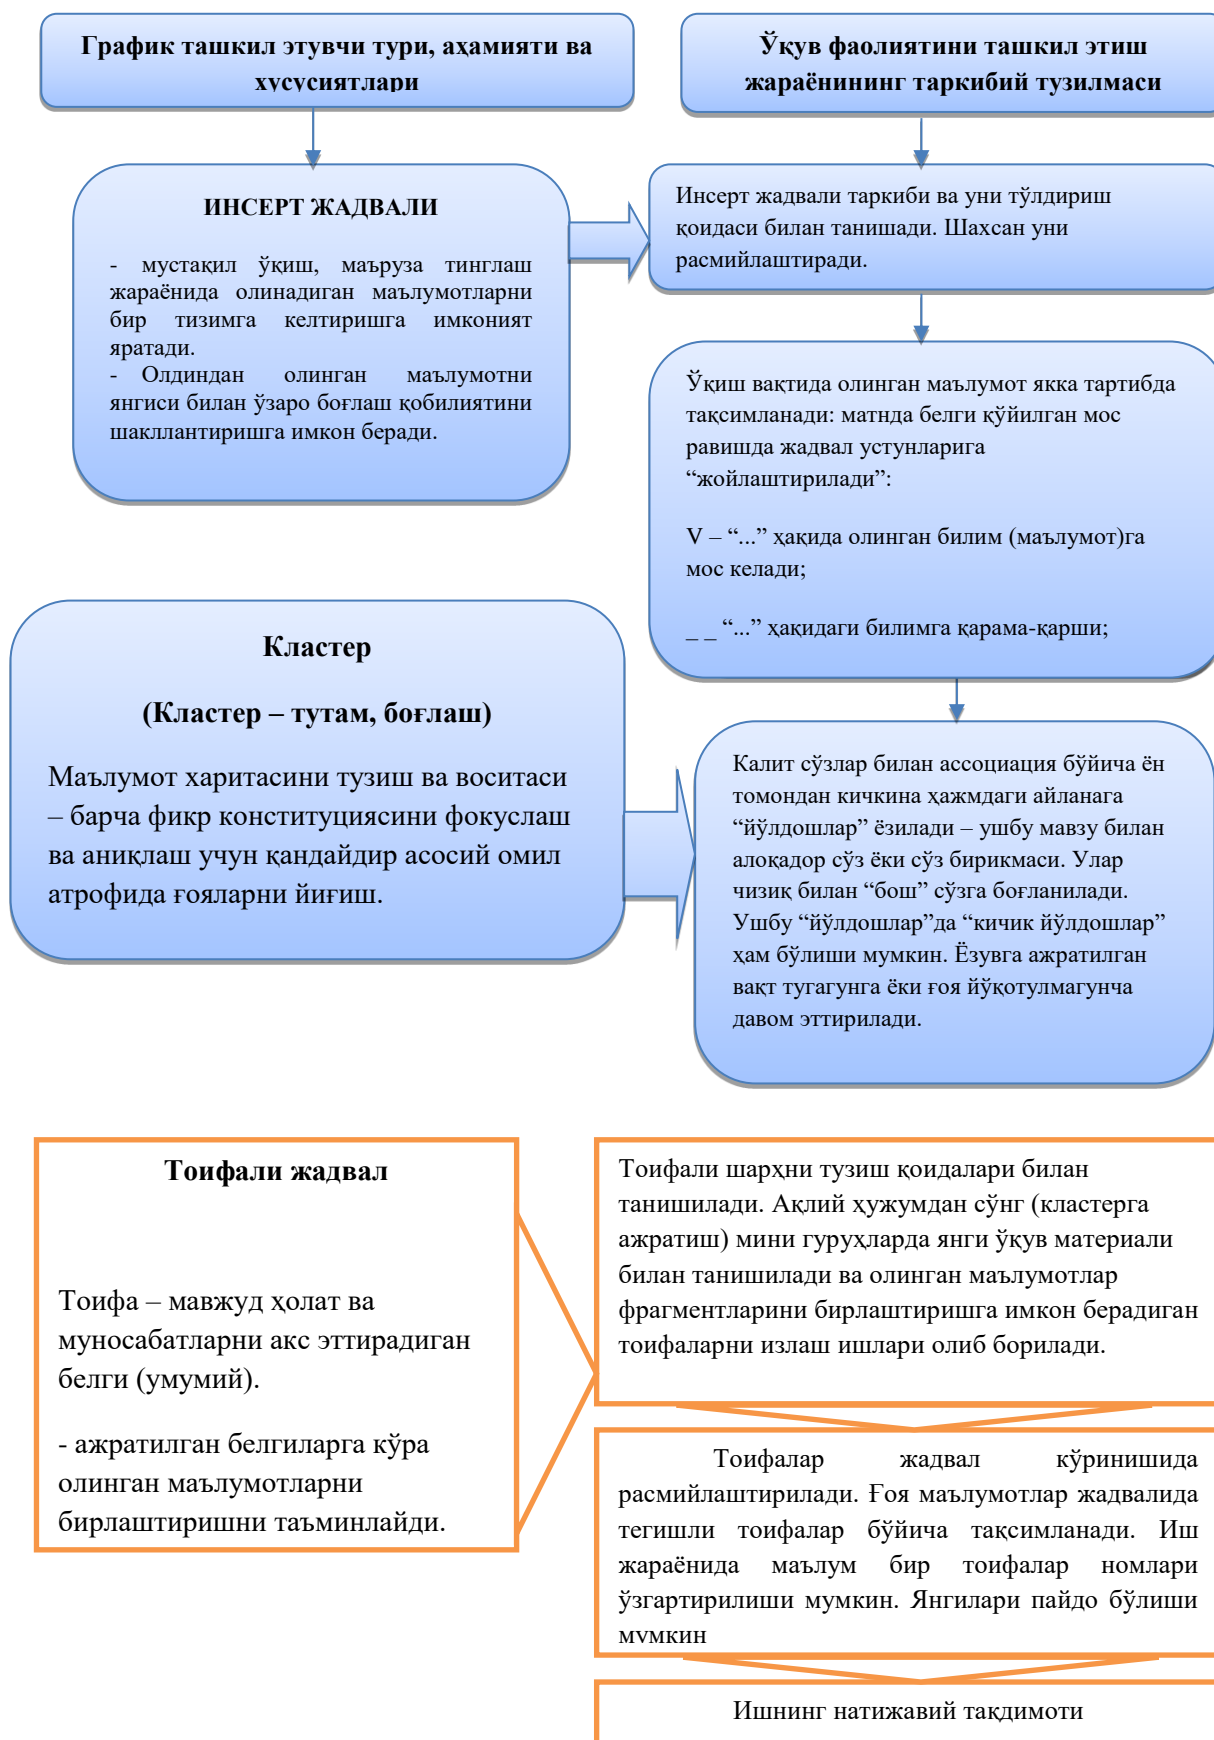 График ташкил этувчи тури, аҳамияти ва
хусусиятлари
Ўқув фаолиятини ташкил этиш
жараёнининг таркибий тузилмаси
ИНСЕРТ ЖАДВАЛИ
- мустақил ўқиш, маъруза тинглаш
жараёнида олинадиган маълумотларни
бир тизимга келтиришга имконият
яратади.
- Олдиндан олинган маълумотни
янгиси билан ўзаро боғлаш қобилиятини
шакллантиришга имкон беради.
Инсерт жадвали таркиби ва уни тўлдириш
қоидаси билан танишади. Шахсан уни
расмийлаштиради.
Ўқиш вақтида олинган маълумот якка тартибда
тақсимланади: матнда белги қўйилган мос
равишда жадвал устунларига
“жойлаштирилади”:
V – “...” ҳақида олинган билим (маълумот)га
мос келади;
_ _ “...” ҳақидаги билимга қарама-қарши;
Кластер
(Кластер – тутам, боғлаш)
Маълумот харитасини тузиш ва воситаси
– барча фикр конституциясини фокуслаш
ва аниқлаш учун қандайдир асосий омил
атрофида ғояларни йиғиш.
Калит сўзлар билан ассоциация бўйича ён
томондан кичкина ҳажмдаги айланага
“йўлдошлар” ёзилади – ушбу мавзу билан
алоқадор сўз ёки сўз бирикмаси. Улар
чизиқ билан “бош” сўзга боғланилади.
Ушбу “йўлдошлар”да “кичик йўлдошлар”
ҳам бўлиши мумкин. Ёзувга ажратилган
вақт тугагунга ёки ғоя йўқотулмагунча
давом эттирилади.
Тоифали жадвал
Тоифа – мавжуд ҳолат ва
муносабатларни акс эттирадиган
белги (умумий).
- ажратилган белгиларга кўра
олинган маълумотларни
бирлаштиришни таъминлайди.
Тоифали шарҳни тузиш қоидалари билан
танишилади. Ақлий ҳужумдан сўнг (кластерга
ажратиш) мини гуруҳларда янги ўқув материали
билан танишилади ва олинган маълумотлар
фрагментларини бирлаштиришга имкон берадиган
тоифаларни излаш ишлари олиб борилади.
Тоифалар жадвал кўринишида
расмийлаштирилади. Ғоя маълумотлар жадвалида
тегишли тоифалар бўйича тақсимланади. Иш
жараёнида маълум бир тоифалар номлари
ўзгартирилиши мумкин. Янгилари пайдо бўлиши
мумкин
Ишнинг натижавий тақдимоти